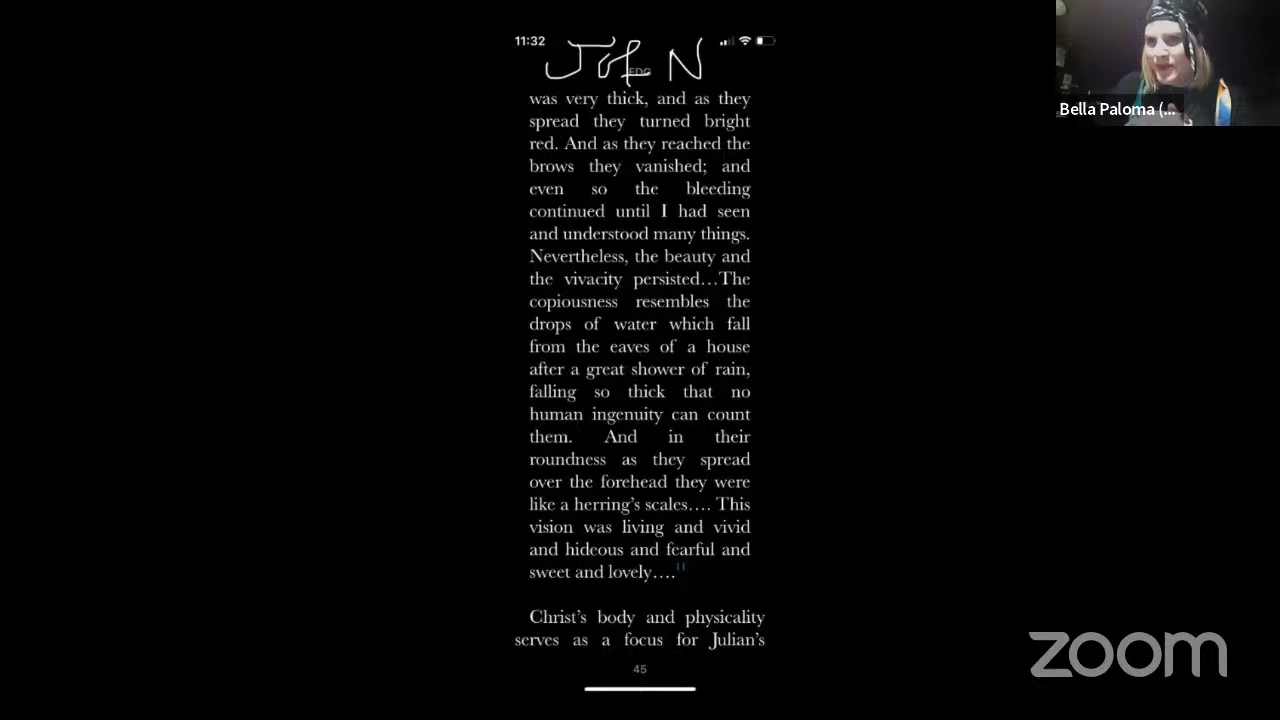 11:32
JOHN
EDG
was very thick, and as they
spread they turned bright
red. And as they reached the
brows they vanished; and
even so the bleeding
continued until I had seen
and understood many things.
Nevertheless, the beauty and
the vivacity persisted…The
copiousness resembles the
drops of water which fall
from the eaves of a house
after a great shower of rain,
falling so thick that no
human ingenuity can count
them. And in their
roundness as they spread
over the forehead they were
like a herring’s scales…. This
vision was living and vivid
and hideous and fearful and
sweet and lovely….11
Christ’s body and physicality
serves as a focus for Julian’s
45
Bella Paloma (...
zoom